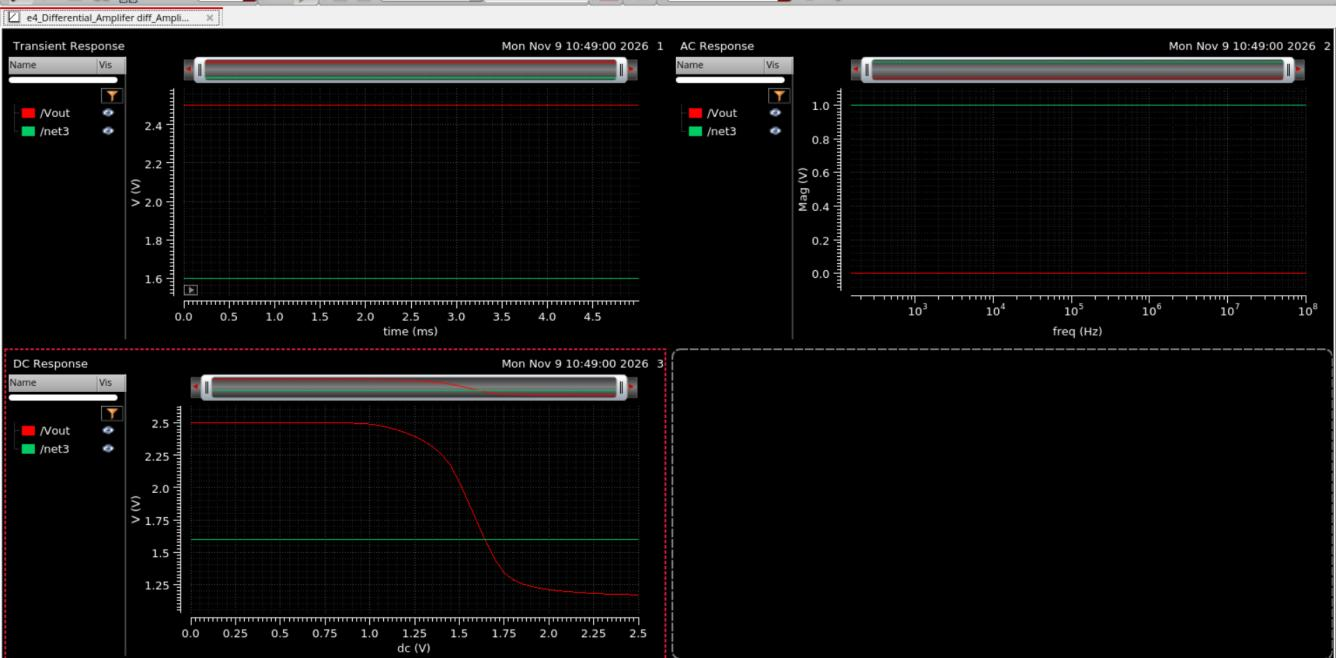 e4_Differential_Amplifer diff_Ampli...
Transient Response
Mon Nov 9 10:49:00 2026 1
Name Vis
/Vout
/net3
V (V)
2.4
2.2
2.0
1.8
1.6
0.0 0.5 1.0 1.5 2.0 2.5 3.0 3.5 4.0 4.5
time (ms)
AC Response
Mon Nov 9 10:49:00 2026 2
Name Vis
/Vout
/net3
Mag (V)
1.0
0.8
0.6
0.4
0.2
0.0
10³ 10⁴ 10⁵ 10⁶ 10⁷ 10⁸
freq (Hz)
DC Response
Mon Nov 9 10:49:00 2026 3
Name Vis
/Vout
/net3
V (V)
2.5
2.25
2.0
1.75
1.5
1.25
0.0 0.25 0.5 0.75 1.0 1.25 1.5 1.75 2.0 2.25 2.5
dc (V)